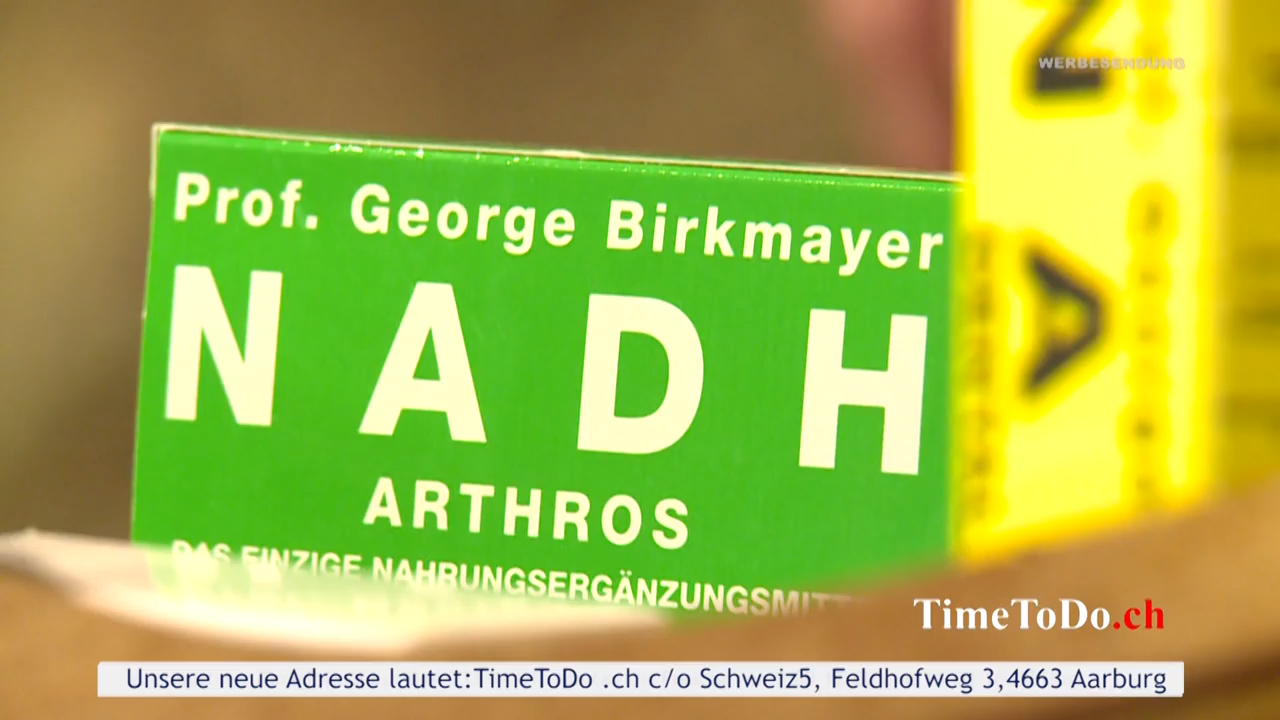 WERBESENDUNG
Prof. George Birkmayer
N A D H
ARTHROS
DAS EINZIGE NAHRUNGSERGÄNZUNGSMITT
N A
TimeToDo.ch
Unsere neue Adresse lautet:TimeToDo .ch c/o Schweiz5, Feldhofweg 3,4663 Aarburg